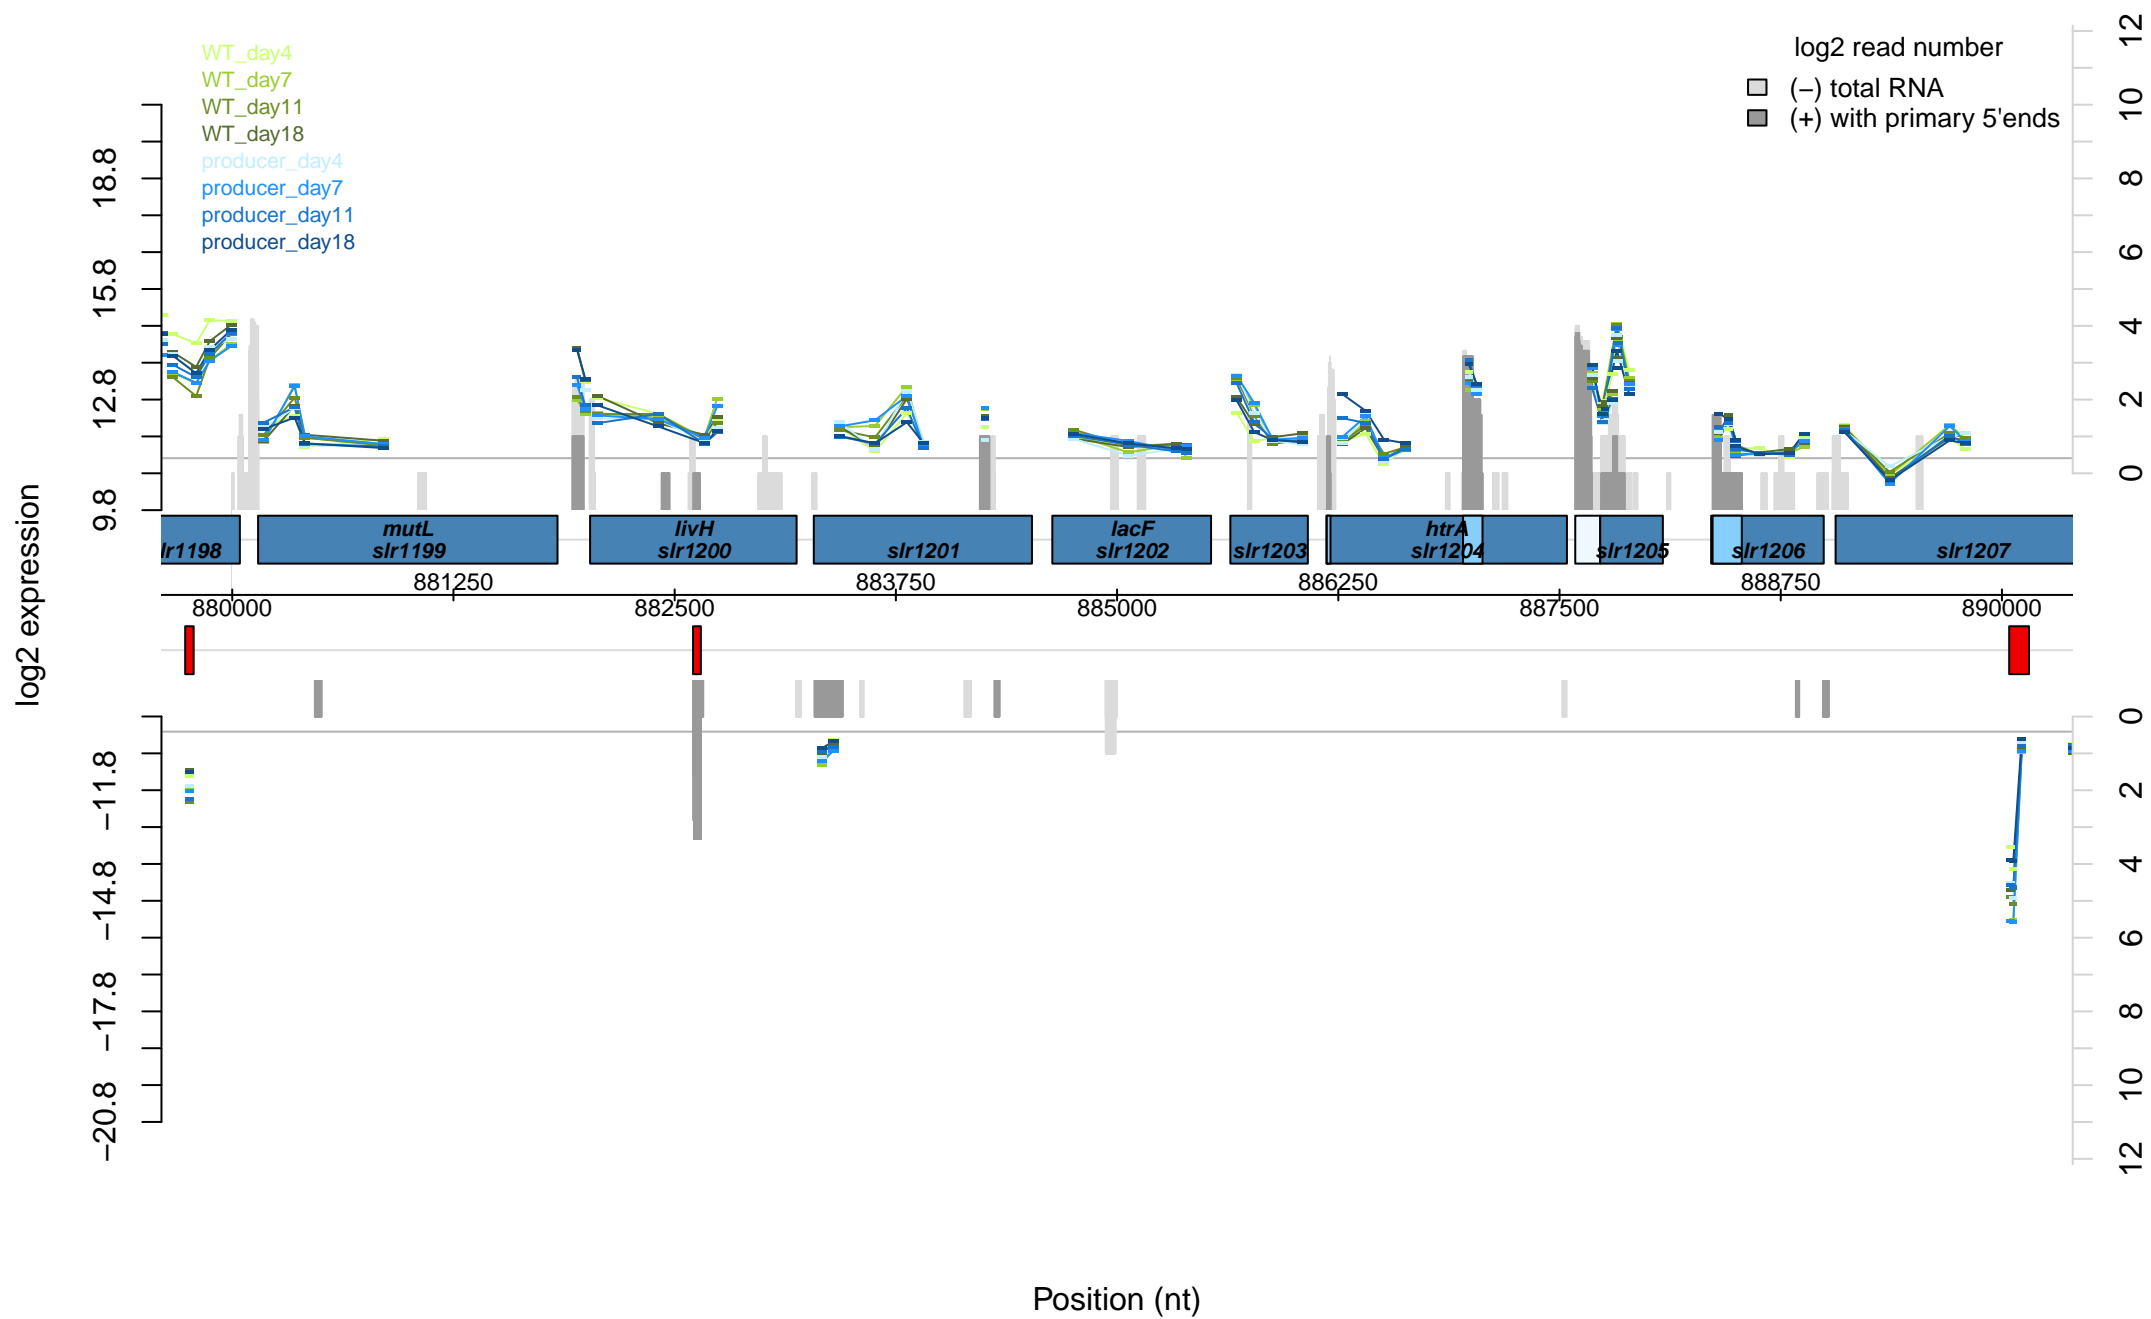 WT_day4
WT_day7
WT_day11
WT_day18
producer_day4
producer_day7
producer_day11
producer_day18
log2 read number
(−) total RNA
(+) with primary 5'ends
log2 expression
18.8
15.8
12.8
9.8
12
10
8
6
4
2
0
mutL
livH
lacF
htrA
lr1198
slr1199
slr1200
slr1201
slr1202
slr1203
slr1204
slr1205
slr1206
slr1207
881250
883750
886250
888750
880000
882500
885000
887500
890000
−11.8
−14.8
−17.8
−20.8
0
2
4
6
8
10
12
Position (nt)